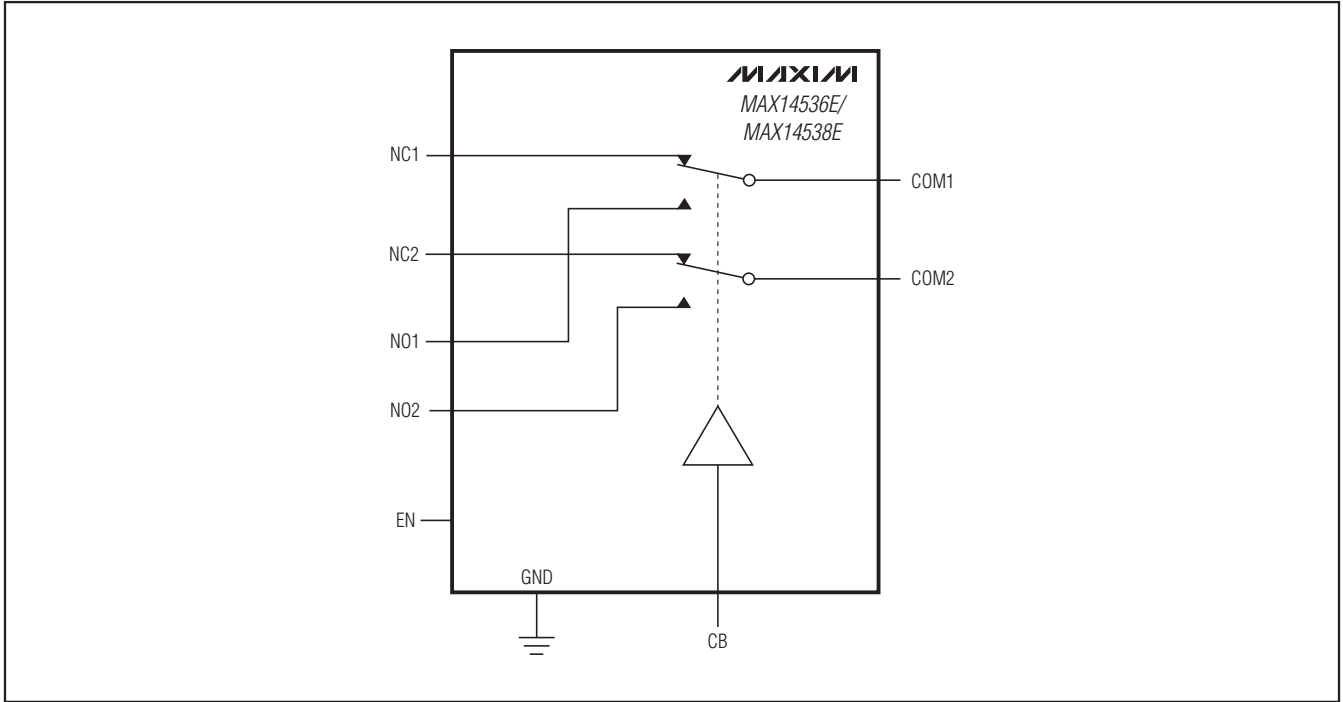 MAXIM
MAX14536E/
MAX14538E
NC1
COM1
NC2
COM2
NO1
NO2
EN
GND
CB